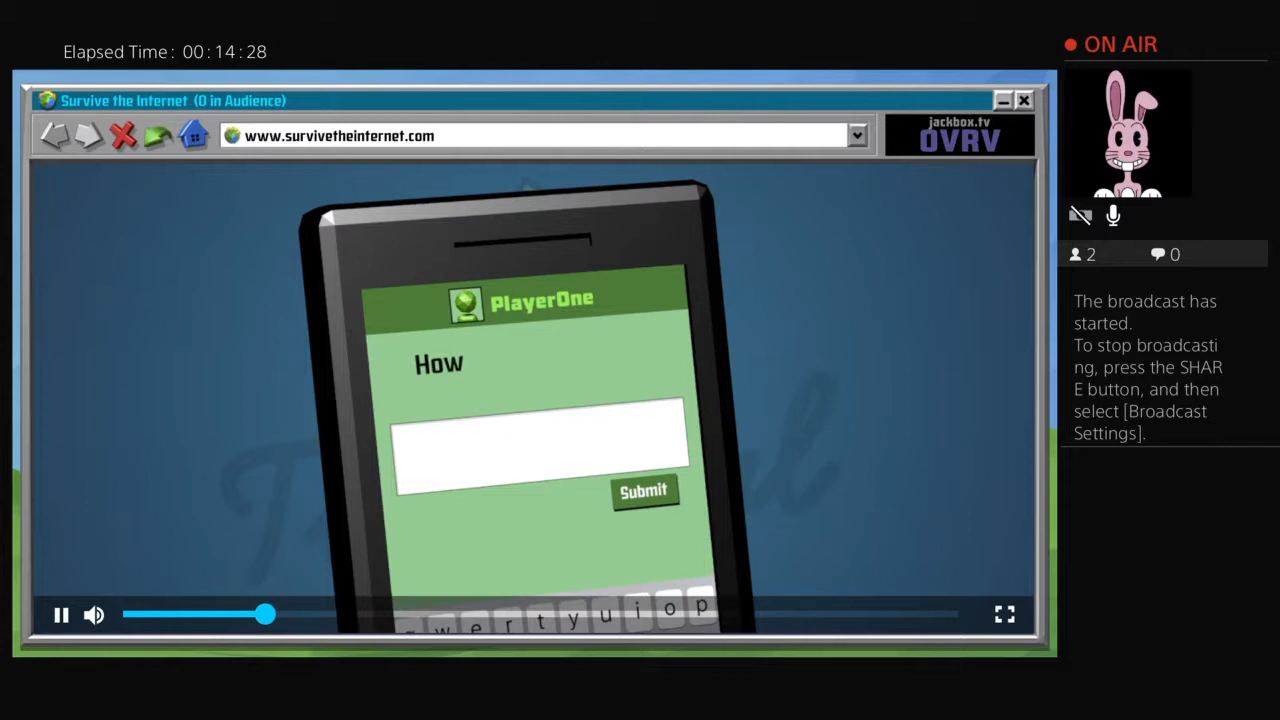 Elapsed Time: 00:14:28
ON AIR
Survive the Internet (0 in Audience)
www.survivetheinternet.com
jackbox.tv
OVRV
2
0
The broadcast has
started.
To stop broadcasti
ng, press the SHAR
E button, and then
select [Broadcast
Settings].
PlayerOne
How
Submit
w e r t y u i o p